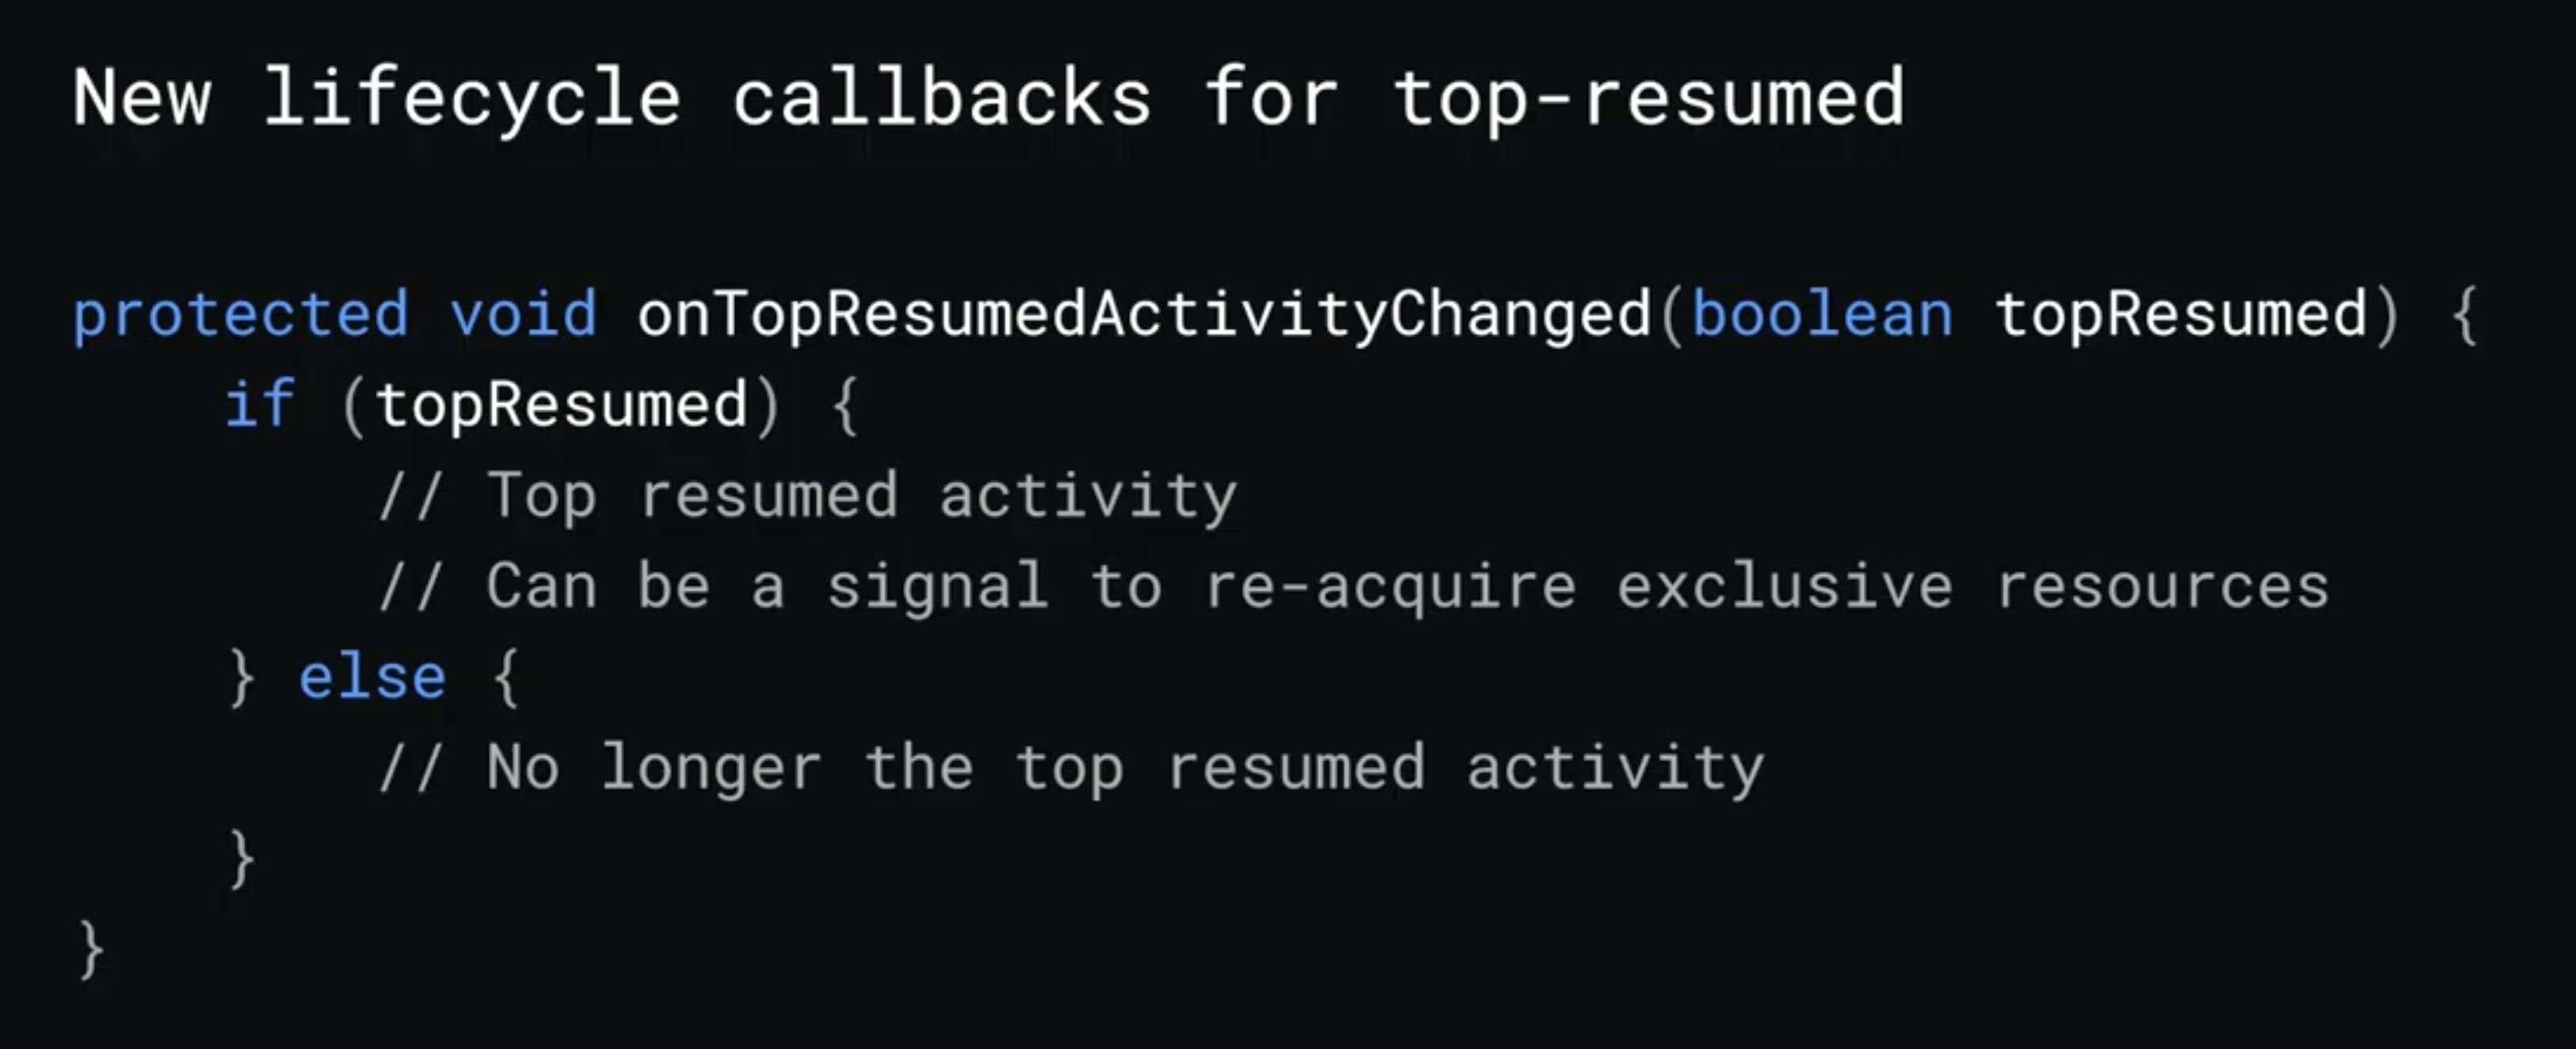 New lifecycle callbacks for top-resumed
protected void onTopResumedActivityChanged(boolean topResumed) {
    if (topResumed) {
        // Top resumed activity
        // Can be a signal to re-acquire exclusive resources
    } else {
        // No longer the top resumed activity
    }
}